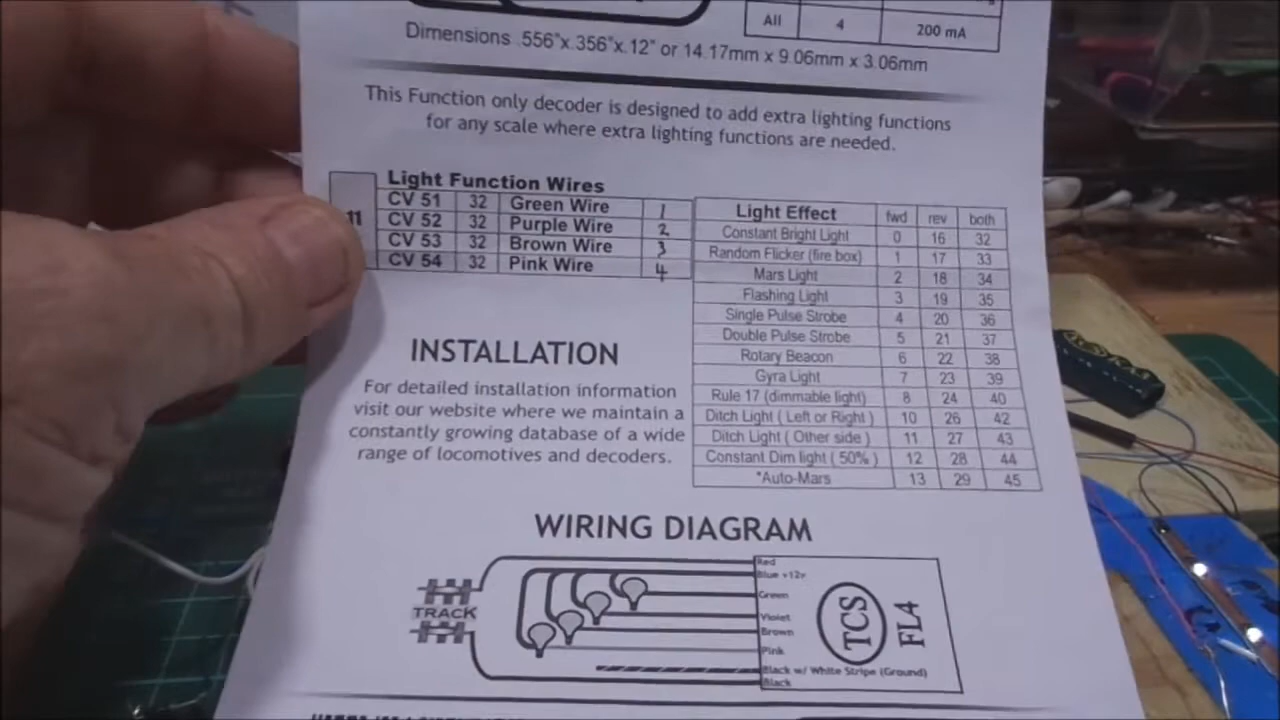 All 4 200 mA
Dimensions .556"x.356"x.12" or 14.17mm x 9.06mm x 3.06mm
This Function only decoder is designed to add extra lighting functions
for any scale where extra lighting functions are needed.
Light Function Wires
11
CV 51 32 Green Wire 1
CV 52 32 Purple Wire 2
CV 53 32 Brown Wire 3
CV 54 32 Pink Wire 4
Light Effect fwd rev both
Constant Bright Light 0 16 32
Random Flicker (fire box) 1 17 33
Mars Light 2 18 34
Flashing Light 3 19 35
Single Pulse Strobe 4 20 36
Double Pulse Strobe 5 21 37
Rotary Beacon 6 22 38
Gyra Light 7 23 39
Rule 17 (dimmable light) 8 24 40
Ditch Light ( Left or Right ) 10 26 42
Ditch Light ( Other side ) 11 27 43
Constant Dim light ( 50% ) 12 28 44
*Auto-Mars 13 29 45
INSTALLATION
For detailed installation information
visit our website where we maintain a
constantly growing database of a wide
range of locomotives and decoders.
WIRING DIAGRAM
TRACK
Red
Blue +12v
Green
Violet
Brown
Pink
Black w/ White Stripe (Ground)
Black
TCS
FL4